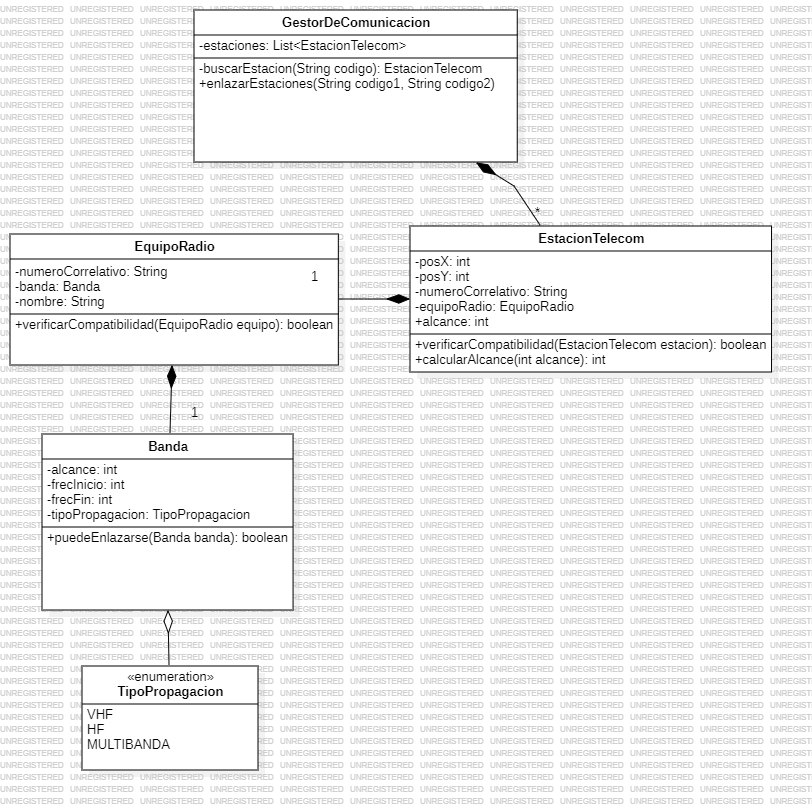 GestorDeComunicacion
-estaciones: List<EstacionTelecom>
-buscarEstacion(String codigo): EstacionTelecom
+enlazarEstaciones(String codigo1, String codigo2)
*
EquipoRadio
-numeroCorrelativo: String
-banda: Banda
-nombre: String
1
+verificarCompatibilidad(EquipoRadio equipo): boolean
EstacionTelecom
-posX: int
-posY: int
-numeroCorrelativo: String
-equipoRadio: EquipoRadio
+alcance: int
+verificarCompatibilidad(EstacionTelecom estacion): boolean
+calcularAlcance(int alcance): int
1
Banda
-alcance: int
-frecInicio: int
-frecFin: int
-tipoPropagacion: TipoPropagacion
+puedeEnlazarse(Banda banda): boolean
«enumeration»
TipoPropagacion
VHF
HF
MULTIBANDA
UNREGISTERED